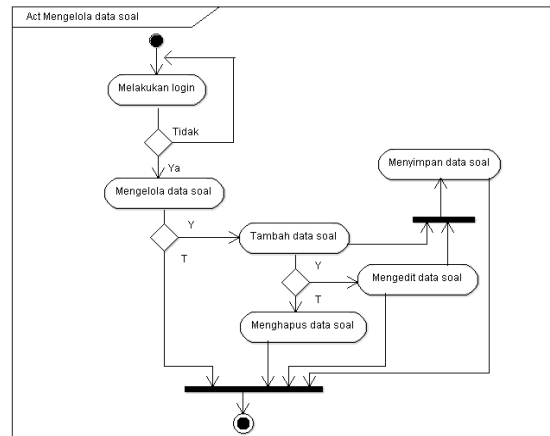 Act Mengelola data soal
Melakukan login
Tidak
Ya
Mengelola data soal
Menyimpan data soal
Y
Tambah data soal
T
Y
Mengedit data soal
T
Menghapus data soal